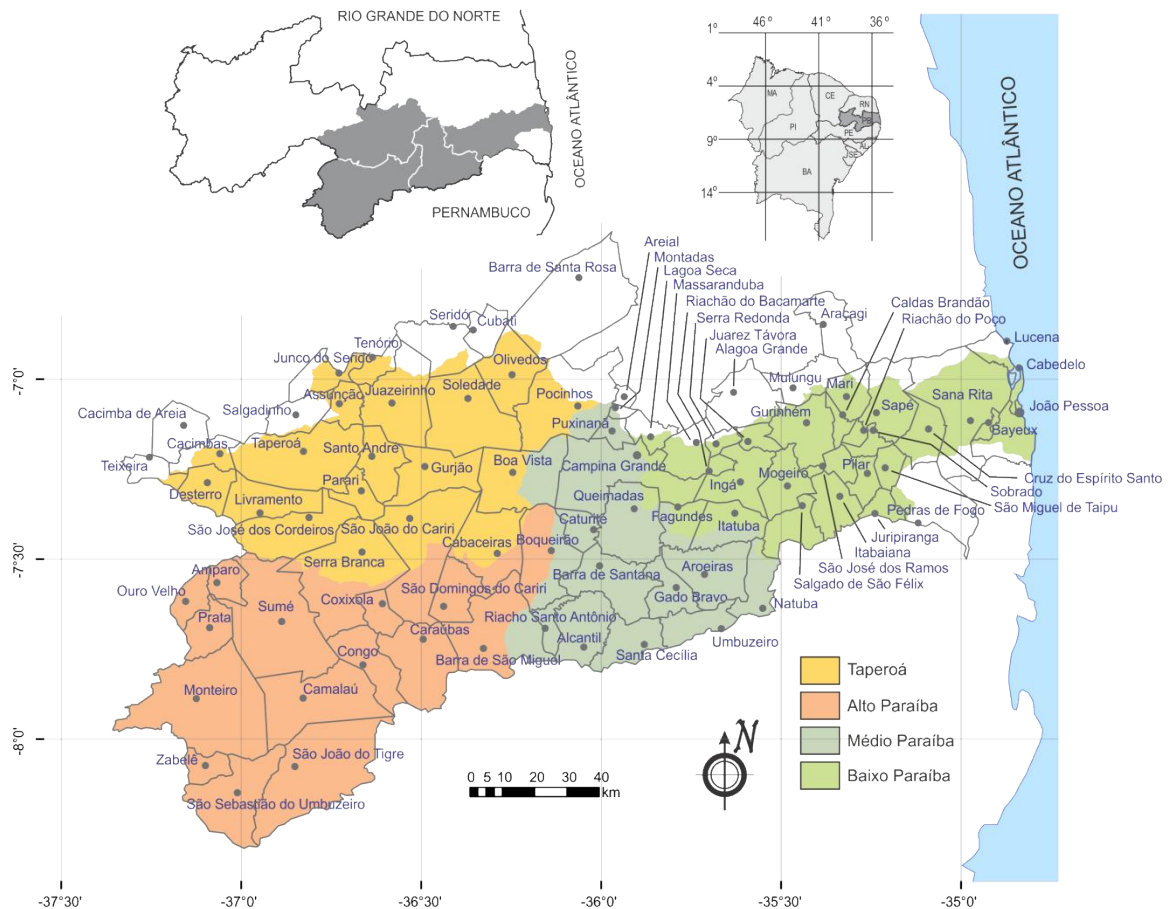 RIO GRANDE DO NORTE
OCEANO ATLÂNTICO
PERNAMBUCO
46 º
41 º
36 º
1º
4º
9º
14º
MA
CE
RN
PB
PI
PE
AL
SE
BA
OCEANO ATLÂNTICO
Areial
Montadas
Lagoa Seca
Massaranduba
Riachão do Bacamarte
Serra Redonda
Juarez Távora
Alagoa Grande
Barra de Santa Rosa
Caldas Brandão
Riachão do Poço
Araçagi
Seridó
Cubati
Lucena
Tenório
Junco do Seridó
Olivedos
Cabedelo
Mulungu
Mari
Assunção
Juazeirinho
Soledade
Pocinhos
Sana Rita
João Pessoa
Cacimba de Areia
Salgadinho
Gurinhém
Sapé
Puxinanã
Bayeux
Cacimbas
Taperoá
Santo André
Teixeira
Gurjão
Boa Vista
Campina Grande
Mogeiro
Pilar
Cruz do Espírito Santo
Desterro
Parari
Ingá
Sobrado
Livramento
Queimadas
São Miguel de Taipu
São José dos Cordeiros
São João do Cariri
Caturité
Fagundes
Itatuba
Pedras de Fogo
Cabaceiras
Boqueirão
Juripiranga
Itabaiana
Serra Branca
Amparo
Barra de Santana
Aroeiras
São José dos Ramos
Salgado de São Félix
Ouro Velho
Sumé
Coxixola
São Domingos do Cariri
Gado Bravo
Natuba
Prata
Riacho Santo Antônio
Caraúbas
Alcantil
Umbuzeiro
Congo
Barra de São Miguol
Santa Cecília
Monteiro
Camalaú
Zabelê
São João do Tigre
São Sebastião do Umbuzeiro
Taperoá
Alto Paraíba
Médio Paraíba
Baixo Paraíba
N
0 5 10 20 30 40
km
-7°0'
-7°30'
-8°0'
-37°30'
-37°0'
-36°30'
-36°0'
-35°30'
-35°0'